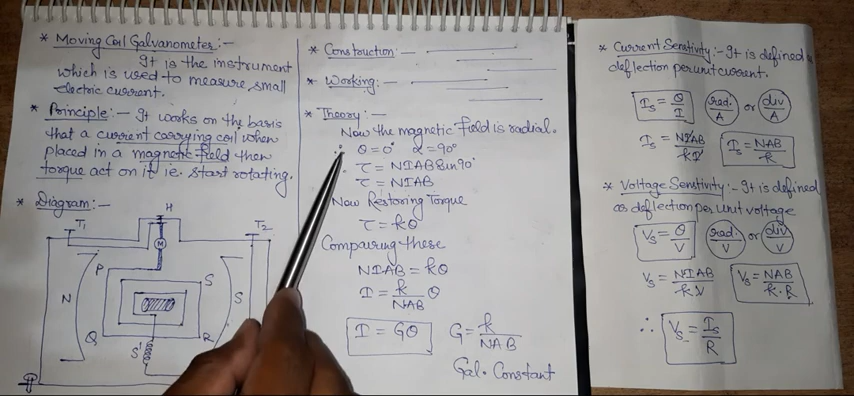 * Moving Coil Galvanometer:-
It is the instrument
which is used to measure small
electric current.
* Principle:- It works on the basis
that a current carrying coil when
placed in a magnetic field then
torque act on it ie. start rotating.
* Diagram:-
H
T₁
T₂
M
P
S
N
S
Q
R
S'
* Construction:-
* Working:-
* Theory:-
Now the magnetic field is radial.
∴ θ = 0° α = 90°
τ = NIAB Sin90°
τ = NIAB
Now Restoring Torque
τ = kθ
Comparing these
NIAB = kθ
I = k/NAB θ
I = Gθ G = k/NAB
Gal. Constant
* Current Sensitivity:- It is defined
deflection per unit current.
Is = θ/I rad./A or div/A
Is = NIAB/kI Is = NAB/k
* Voltage Sensitivity:- It is defined
as deflection per unit voltage
Vs = θ/V rad./V or div/V
Vs = NIAB/k.V Vs = NAB/k.R
∴ Vs = Is/R